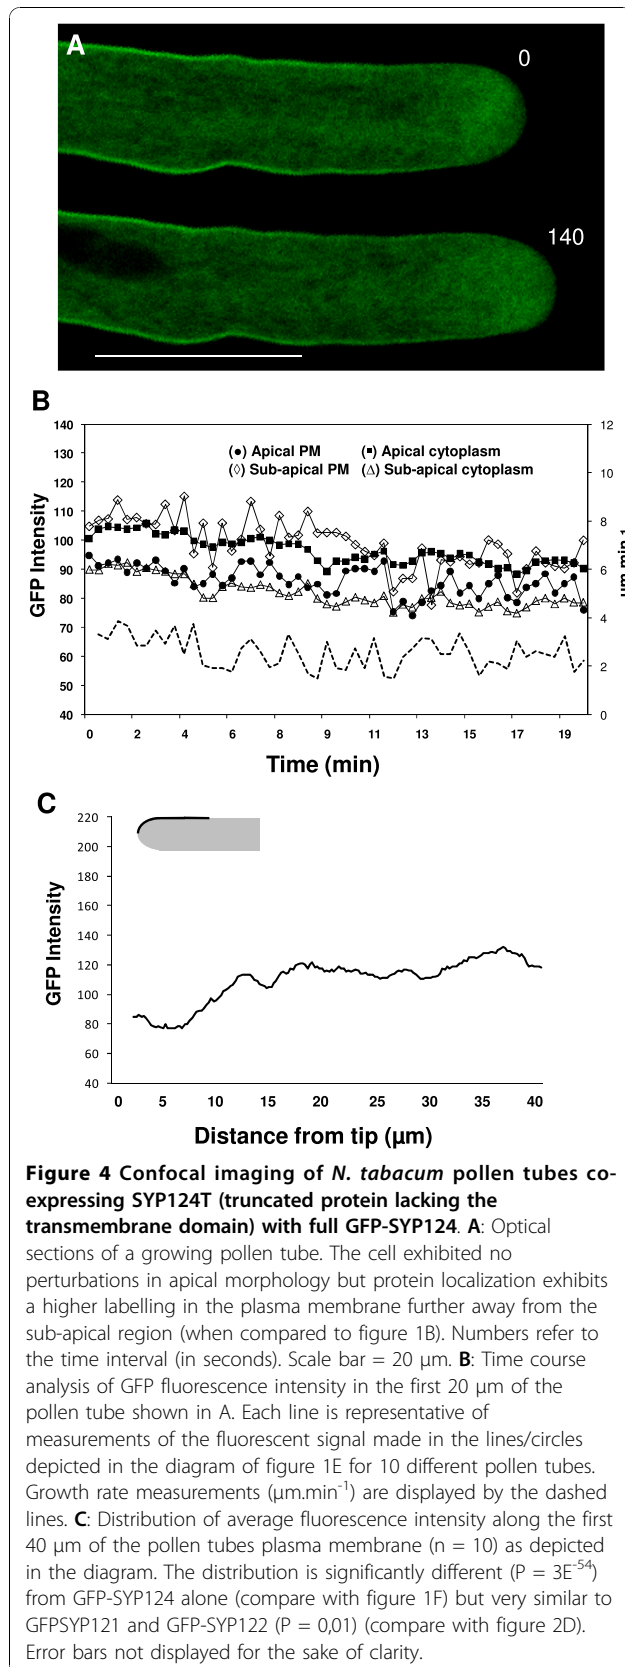 A
0
140
B
140
130
120
110
100
90
80
70
60
50
40
GFP Intensity
(●) Apical PM (▪) Apical cytoplasm
(◊) Sub-apical PM (△) Sub-apical cytoplasm
12
10
8
6
4
2
0
0 2 4 6 8 9 11 13 15 17 19
Time (min)
C
220
200
180
160
140
120
100
80
60
40
GFP Intensity
0 5 10 15 20 25 30 35 40
Distance from tip (µm)
Figure 4 Confocal imaging of N. tabacum pollen tubes co-
expressing SYP124T (truncated protein lacking the
transmembrane domain) with full GFP-SYP124. A: Optical
sections of a growing pollen tube. The cell exhibited no
perturbations in apical morphology but protein localization exhibits
a higher labelling in the plasma membrane further away from the
sub-apical region (when compared to figure 1B). Numbers refer to
the time interval (in seconds). Scale bar = 20 µm. B: Time course
analysis of GFP fluorescence intensity in the first 20 µm of the
pollen tube shown in A. Each line is representative of
measurements of the fluorescent signal made in the lines/circles
depicted in the diagram of figure 1E for 10 different pollen tubes.
Growth rate measurements (µm.min-1) are displayed by the dashed
lines. C: Distribution of average fluorescence intensity along the first
40 µm of the pollen tubes plasma membrane (n = 10) as depicted
in the diagram. The distribution is significantly different (P = 3E-54)
from GFP-SYP124 alone (compare with figure 1F) but very similar to
GFPSYP121 and GFP-SYP122 (P = 0,01) (compare with figure 2D).
Error bars not displayed for the sake of clarity.